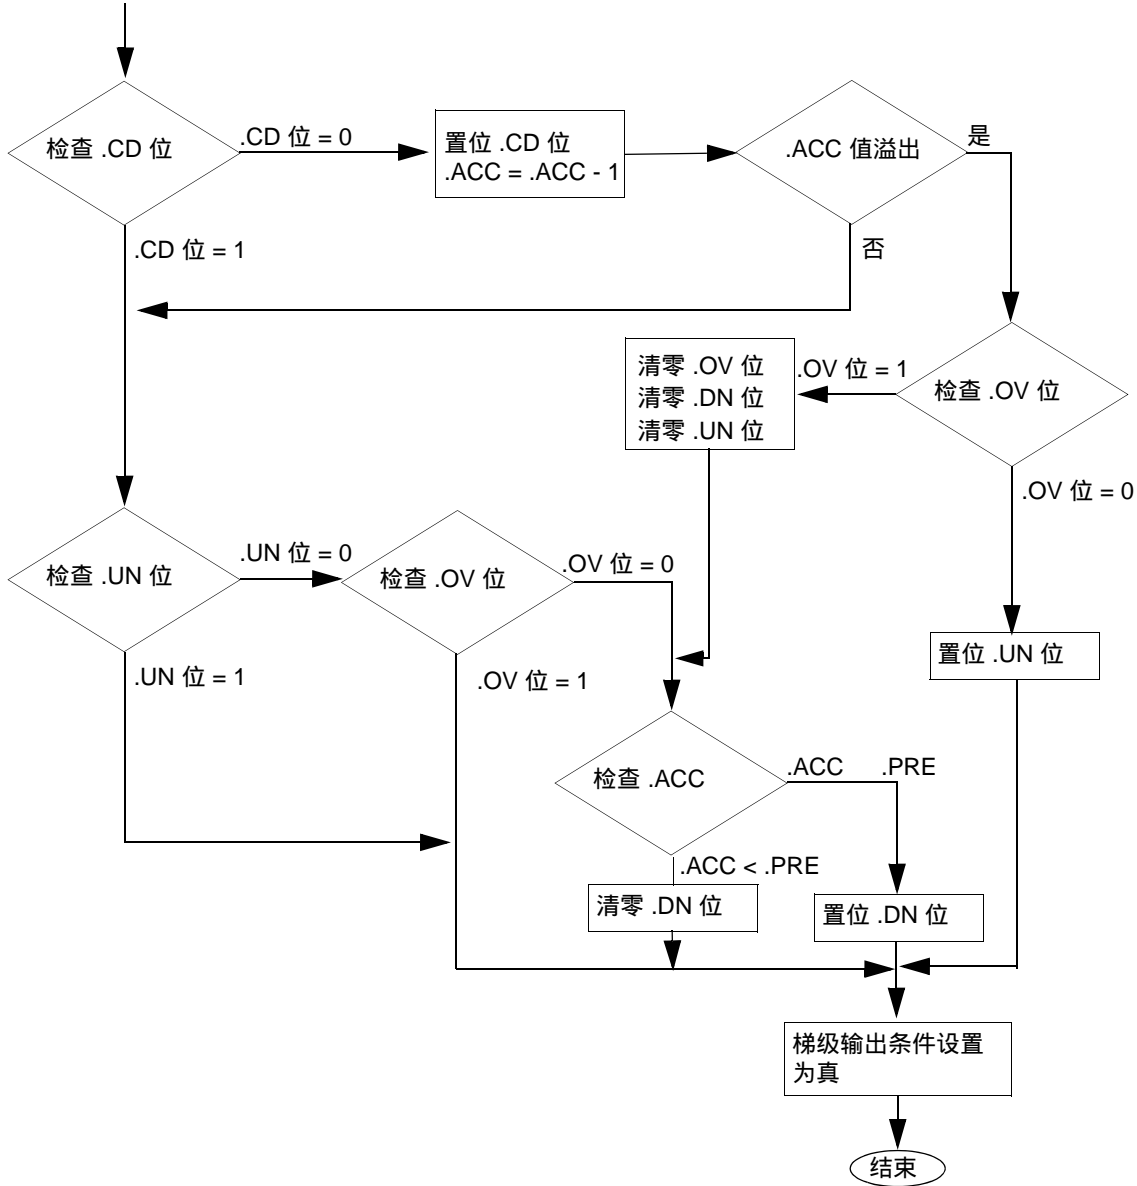 检查 .CD 位
.CD 位 = 0
置位 .CD 位
.ACC = .ACC - 1
.ACC 值溢出
是
.CD 位 = 1
否
清零 .OV 位
清零 .DN 位
清零 .UN 位
.OV 位 = 1
检查 .OV 位
.OV 位 = 0
检查 .UN 位
.UN 位 = 0
检查 .OV 位
.OV 位 = 0
置位 .UN 位
.UN 位 = 1
.OV 位 = 1
检查 .ACC
.ACC .PRE
.ACC < .PRE
清零 .DN 位
置位 .DN 位
梯级输出条件设置
为真
结束